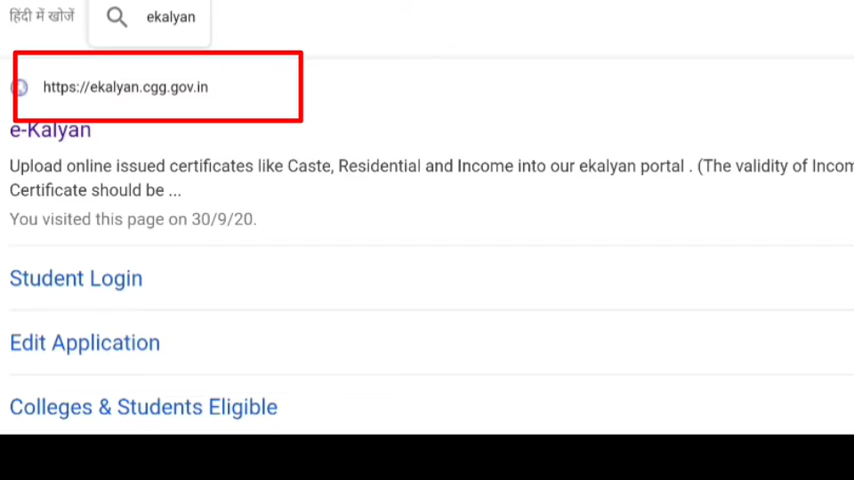 हिंदी में खोजें ekalyan
https://ekalyan.cgg.gov.in
e-Kalyan
Upload online issued certificates like Caste, Residential and Income into our ekalyan portal . (The validity of Incom
Certificate should be ...
You visited this page on 30/9/20.
Student Login
Edit Application
Colleges & Students Eligible